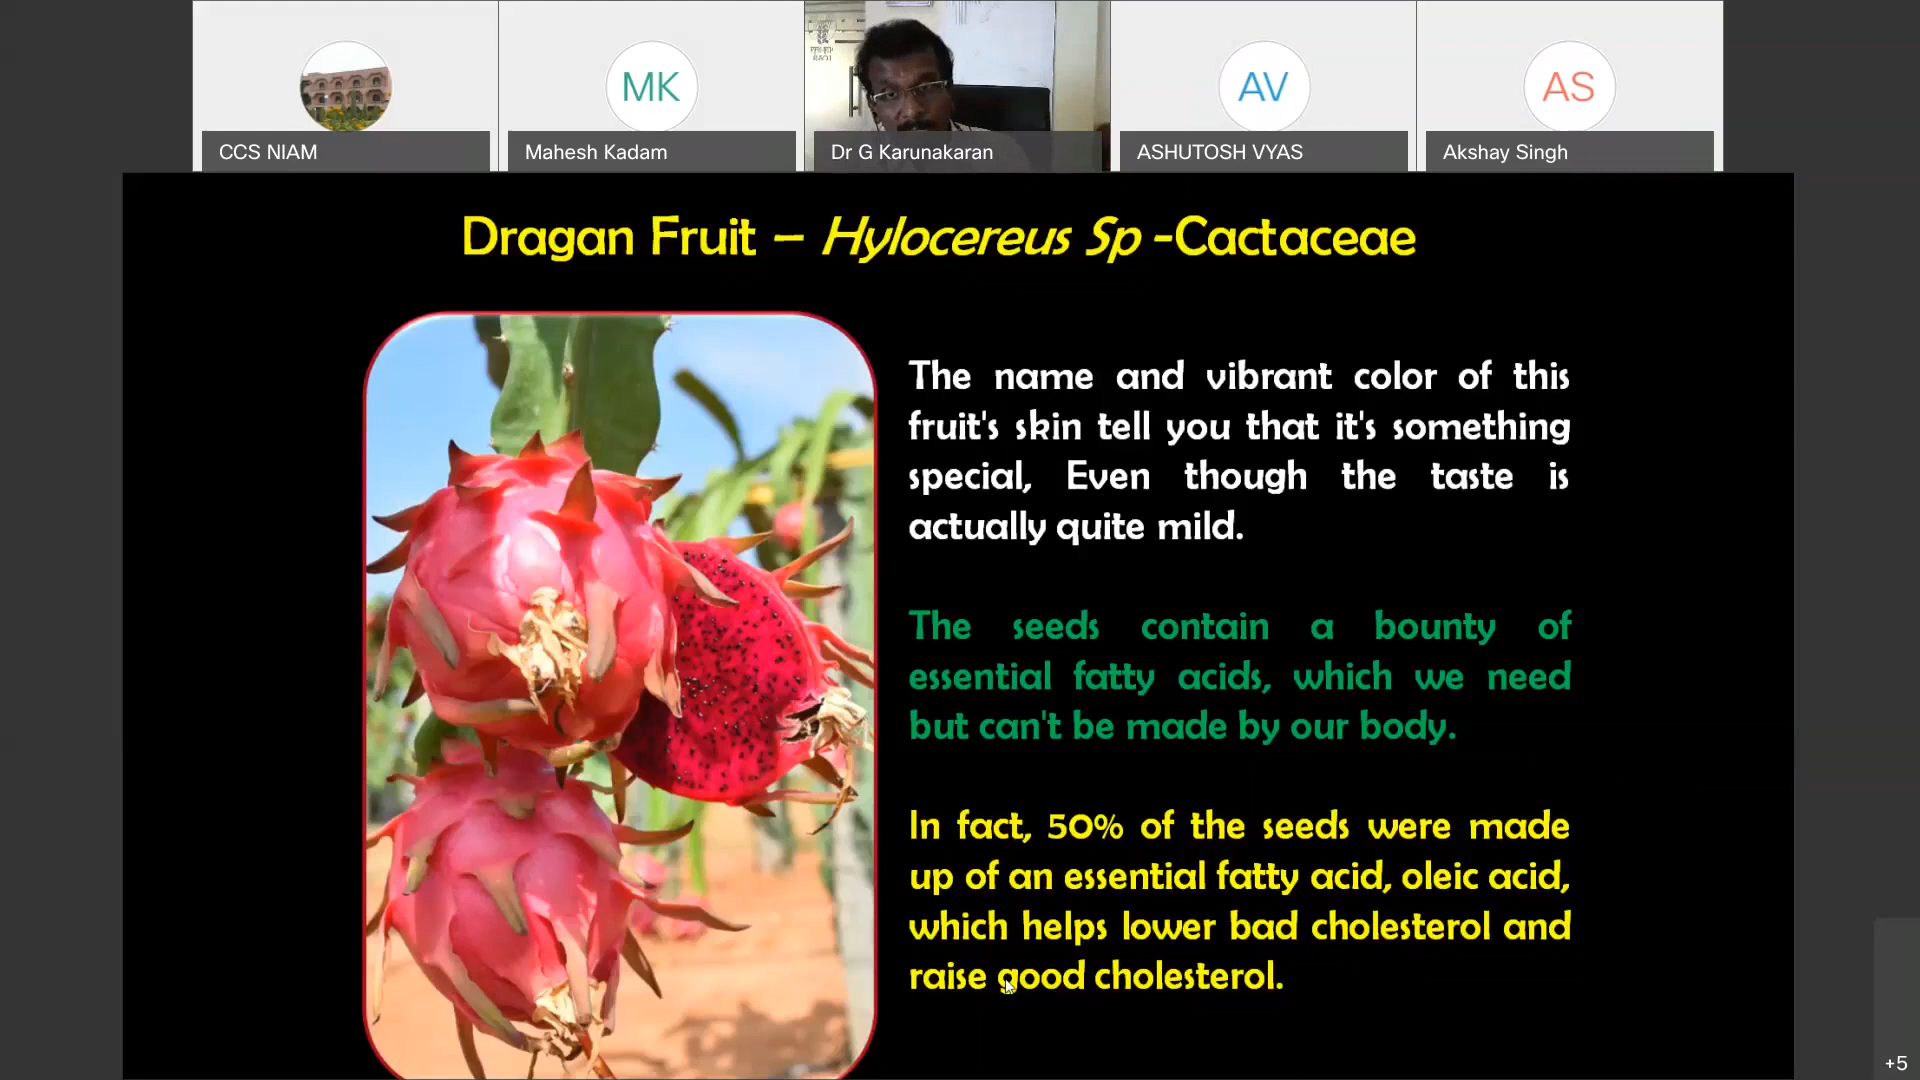 MK
AV
AS
CCS NIAM
Mahesh Kadam
Dr G Karunakaran
ASHUTOSH VYAS
Akshay Singh
Dragan Fruit – Hylocereus Sp -Cactaceae
The name and vibrant color of this
fruit's skin tell you that it's something
special, Even though the taste is
actually quite mild.
The seeds contain a bounty of
essential fatty acids, which we need
but can't be made by our body.
In fact, 50% of the seeds were made
up of an essential fatty acid, oleic acid,
which helps lower bad cholesterol and
raise good cholesterol.
+5